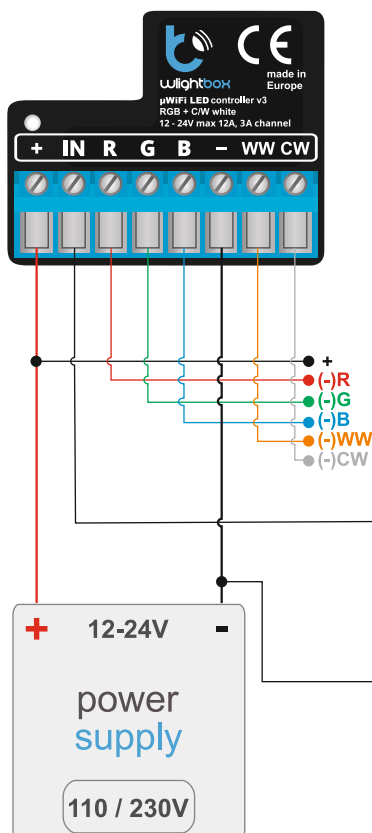 CE
wlightbox
made in
Europe
µWiFi LED controller v3
RGB + C/W white
12 - 24V max 12A, 3A channel
+ IN R G B – WW CW
+
(-)R
(-)G
(-)B
(-)WW
(-)CW
+ 12-24V -
power
supply
110 / 230V